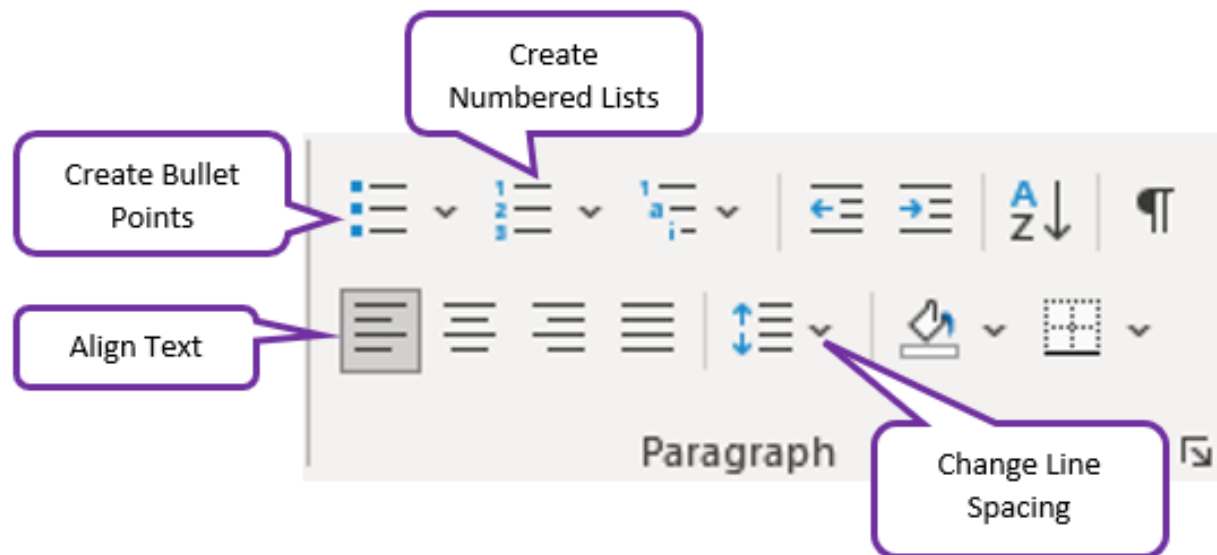 Create
Numbered Lists
Create Bullet
Points
Align Text
Paragraph
Change Line
Spacing